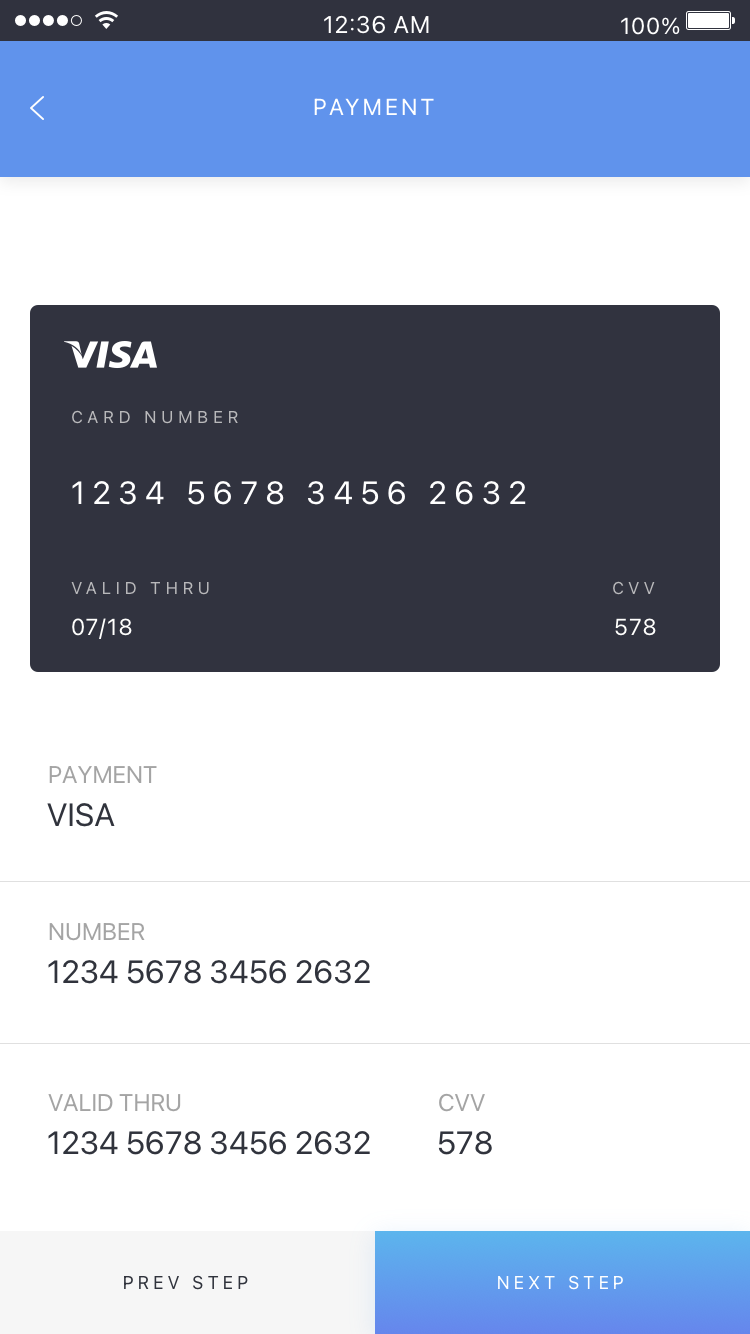 12:36 AM 100%
PAYMENT
VISA
CARD NUMBER
1234 5678 3456 2632
VALID THRU CVV
07/18 578
PAYMENT
VISA
NUMBER
1234 5678 3456 2632
VALID THRU CVV
1234 5678 3456 2632 578
PREV STEP NEXT STEP